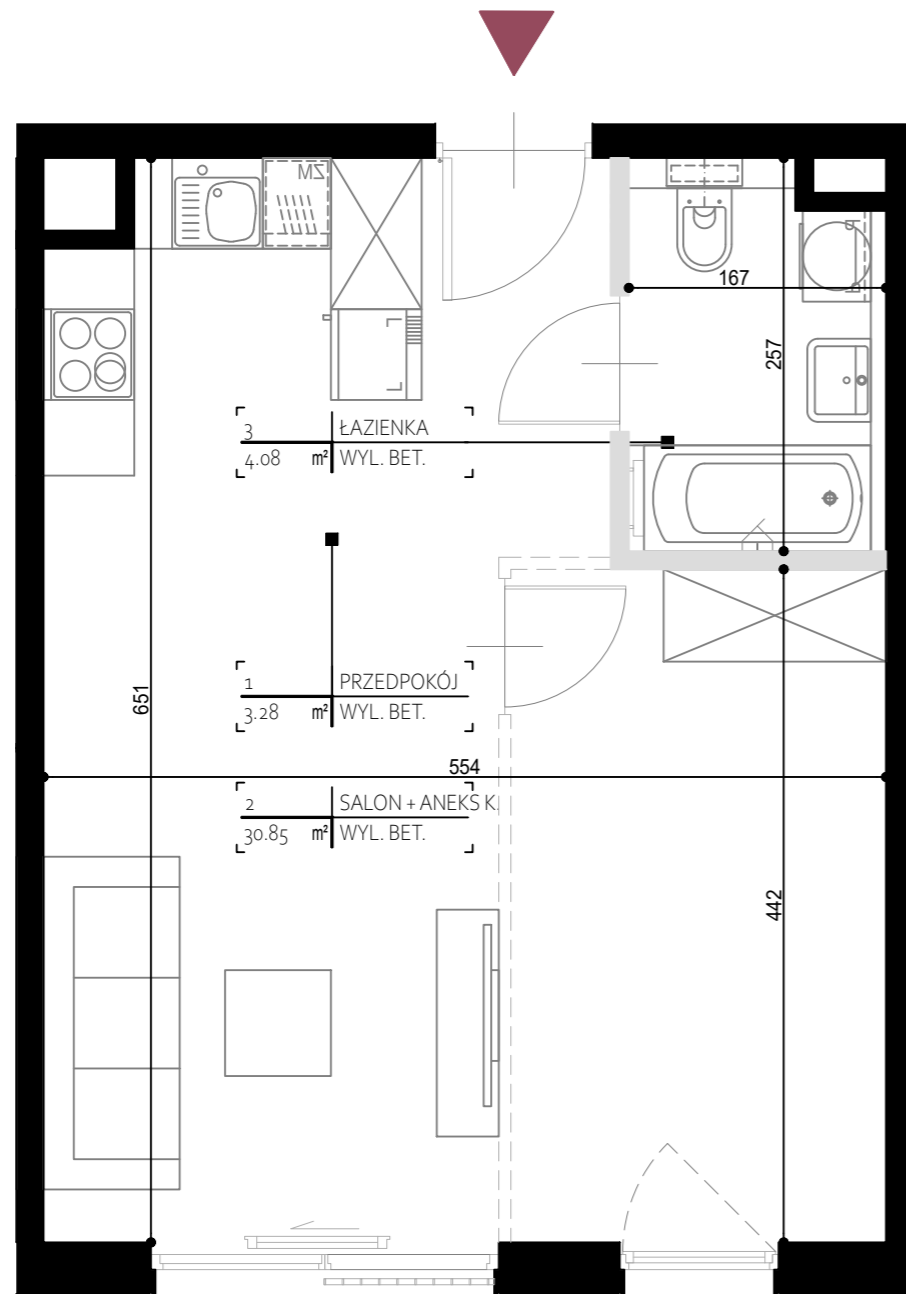 MZ
167
257
3 ŁAZIENKA
4.08 m² WYL. BET.
651
1 PRZEDPOKÓJ
3.28 m² WYL. BET.
554
2 SALON + ANEKS K.
30.85 m² WYL. BET.
442